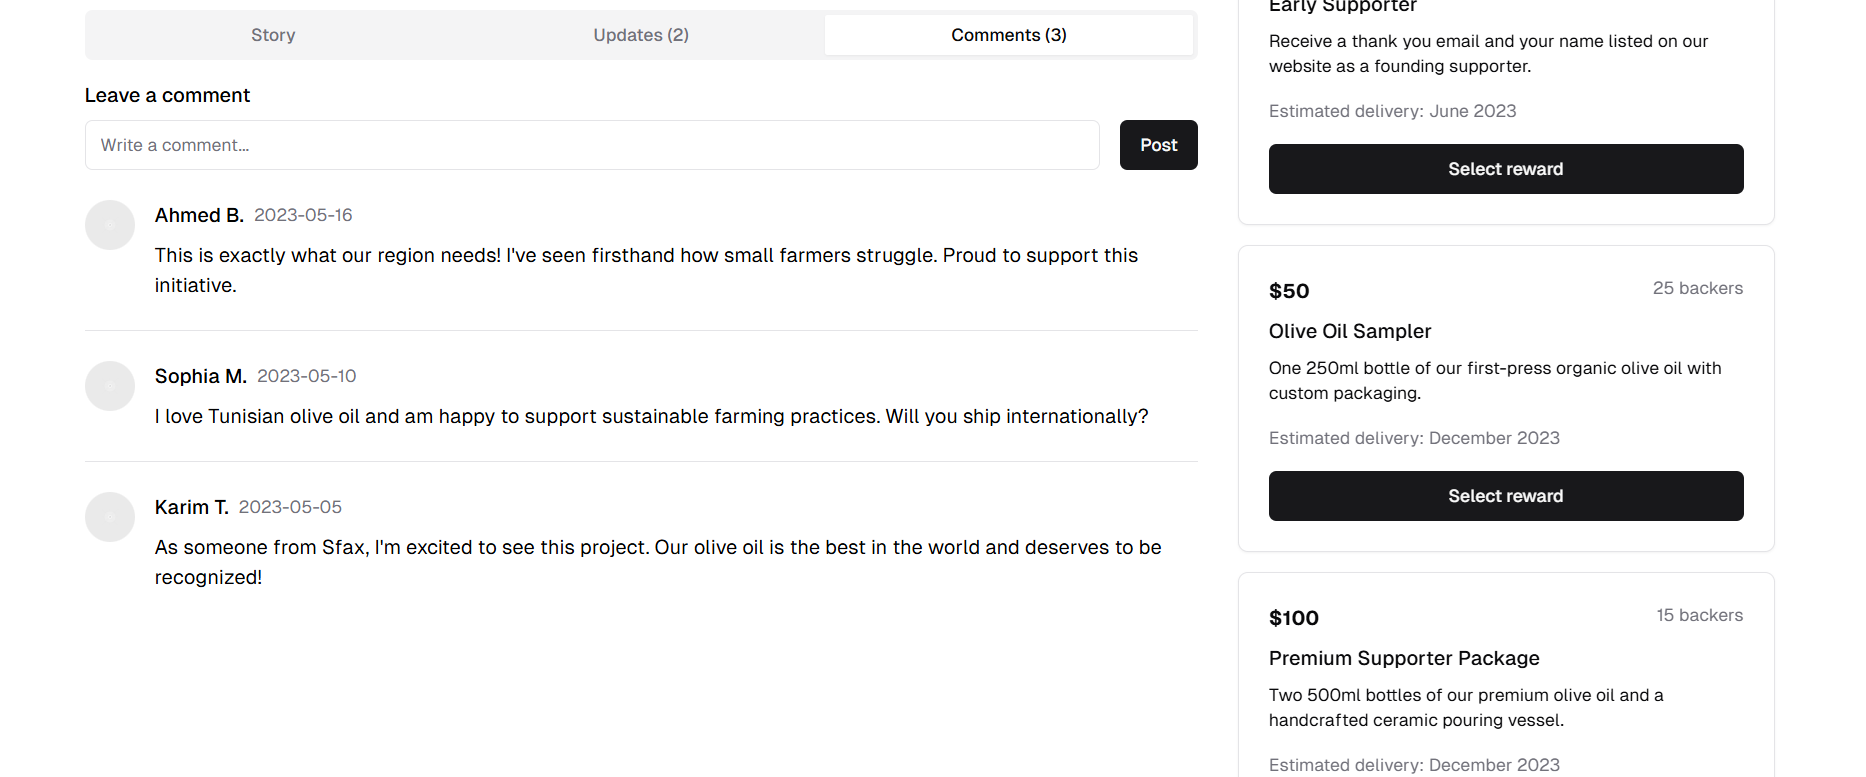 Story
Updates (2)
Comments (3)
Leave a comment
Write a comment...
Post
Ahmed B. 2023-05-16
This is exactly what our region needs! I've seen firsthand how small farmers struggle. Proud to support this
initiative.
Sophia M. 2023-05-10
I love Tunisian olive oil and am happy to support sustainable farming practices. Will you ship internationally?
Karim T. 2023-05-05
As someone from Sfax, I'm excited to see this project. Our olive oil is the best in the world and deserves to be
recognized!
Early Supporter
Receive a thank you email and your name listed on our
website as a founding supporter.
Estimated delivery: June 2023
Select reward
$50
25 backers
Olive Oil Sampler
One 250ml bottle of our first-press organic olive oil with
custom packaging.
Estimated delivery: December 2023
Select reward
$100
15 backers
Premium Supporter Package
Two 500ml bottles of our premium olive oil and a
handcrafted ceramic pouring vessel.
Estimated delivery: December 2023